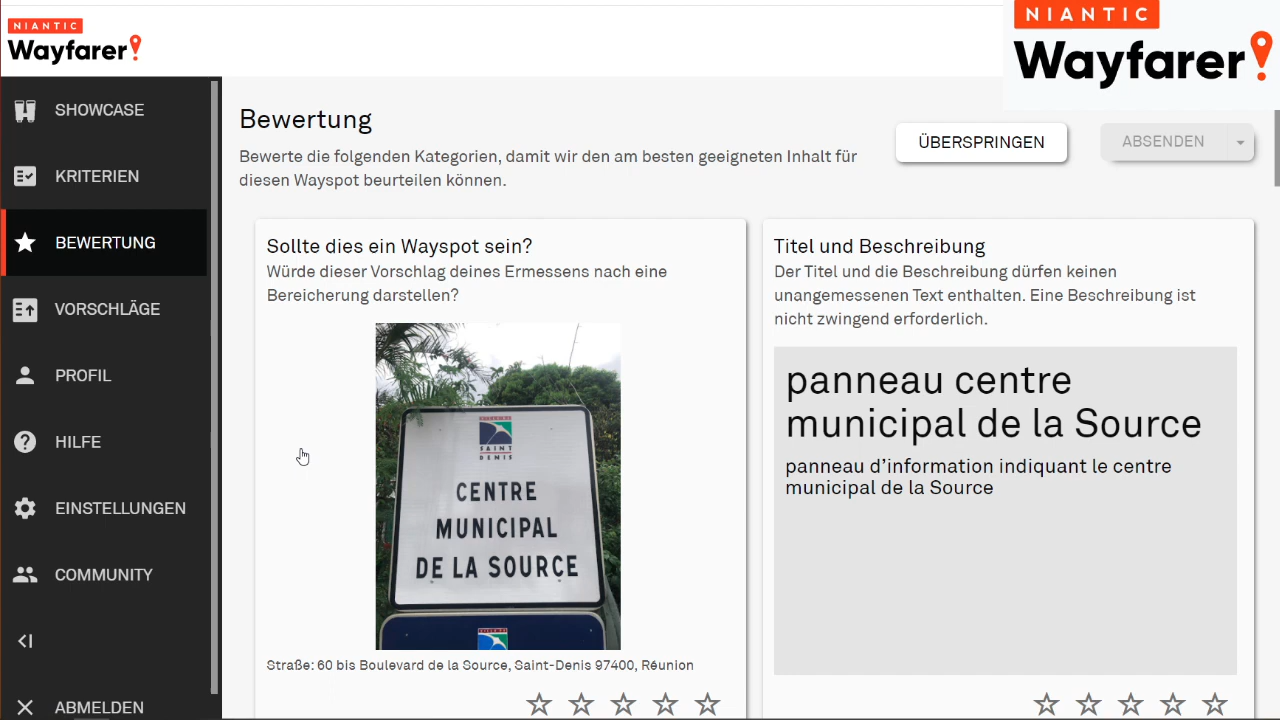 NIANTIC
Wayfarer
NIANTIC
Wayfarer
SHOWCASE
KRITERIEN
BEWERTUNG
VORSCHLÄGE
PROFIL
HILFE
EINSTELLUNGEN
COMMUNITY
ABMELDEN
Bewertung
Bewerte die folgenden Kategorien, damit wir den am besten geeigneten Inhalt für
diesen Wayspot beurteilen können.
ÜBERSPRINGEN
ABSENDEN
Sollte dies ein Wayspot sein?
Würde dieser Vorschlag deines Ermessens nach eine
Bereicherung darstellen?
SAINT
DENIS
CENTRE
MUNICIPAL
DE LA SOURCE
Straße: 60 bis Boulevard de la Source, Saint-Denis 97400, Réunion
Titel und Beschreibung
Der Titel und die Beschreibung dürfen keinen
unangemessenen Text enthalten. Eine Beschreibung ist
nicht zwingend erforderlich.
panneau centre
municipal de la Source
panneau d'information indiquant le centre
municipal de la Source